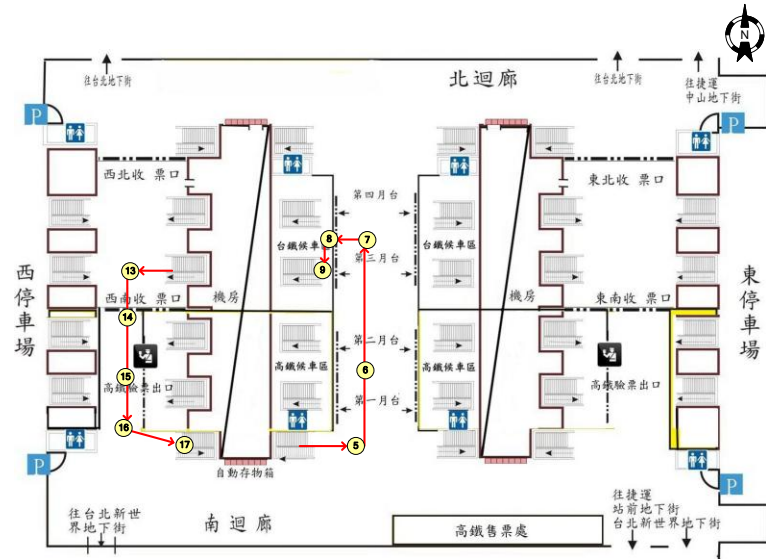 N
北迴廊
往台北地下街
往台北地下街
往捷運
中山地下街
P
P
西北收 票口
東北收 票口
第四月台
台鐵候車區
台鐵候車區
8
7
9
第三月台
13
西停車場
東停車場
西南收 票口
機房
機房
東南收 票口
14
第二月台
高鐵候車區
高鐵候車區
6
15
高鐵驗票出口
高鐵驗票出口
第一月台
16
17
5
P
P
自動存物箱
往台北新世
界地下街
南迴廊
高鐵售票處
往捷運
站前地下街
台北新世界地下街